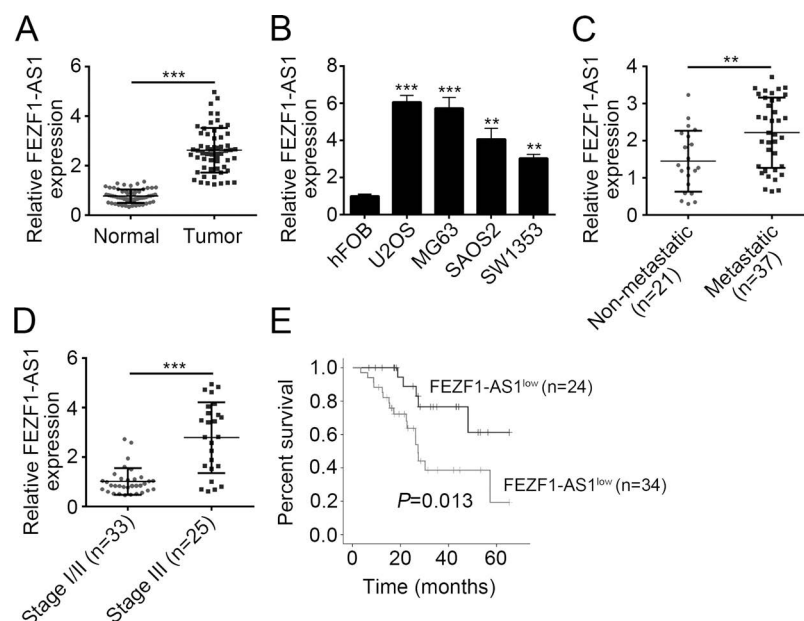 A
Relative FEZF1-AS1
expression
6
4
2
0
***
Normal
Tumor
B
Relative FEZF1-AS1
expression
8
6
4
2
0
***
***
**
**
hFOB
U2OS
MG63
SAOS2
SW1353
C
Relative FEZF1-AS1
expression
4
3
2
1
0
**
Non-metastatic
(n=21)
Metastatic
(n=37)
D
Relative FEZF1-AS1
expression
6
4
2
0
***
Stage I/II (n=33)
Stage III (n=25)
E
Percent survival
1.0
0.8
0.6
0.4
0.2
0.0
FEZF1-AS1low (n=24)
FEZF1-AS1low (n=34)
P=0.013
0
20
40
60
Time (months)